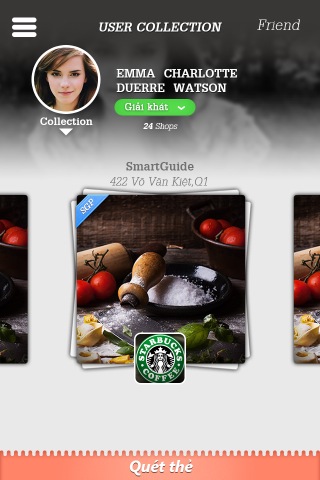 USER COLLECTION
Friend
EMMA CHARLOTTE
DUERRE WATSON
Giải khát
Collection
24 Shops
SmartGuide
422 Võ Văn Kiệt,Q1
SGP
STARBUCKS
COFFEE
Quét thẻ